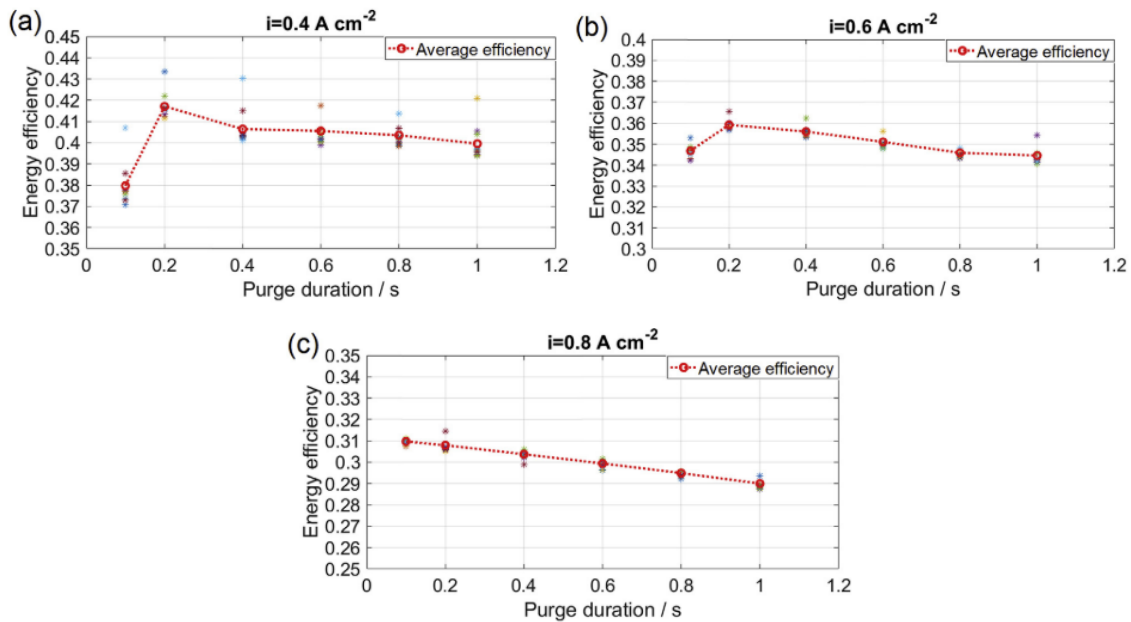 (a)
i=0.4 A cm-2
Average efficiency
Energy efficiency
0.45
0.44
0.43
0.42
0.41
0.4
0.39
0.38
0.37
0.36
0.35
0 0.2 0.4 0.6 0.8 1 1.2
Purge duration / s
(b)
i=0.6 A cm-2
Average efficiency
Energy efficiency
0.4
0.39
0.38
0.37
0.36
0.35
0.34
0.33
0.32
0.31
0.3
0 0.2 0.4 0.6 0.8 1 1.2
Purge duration / s
(c)
i=0.8 A cm-2
Average efficiency
Energy efficiency
0.35
0.34
0.33
0.32
0.31
0.3
0.29
0.28
0.27
0.26
0.25
0 0.2 0.4 0.6 0.8 1 1.2
Purge duration / s